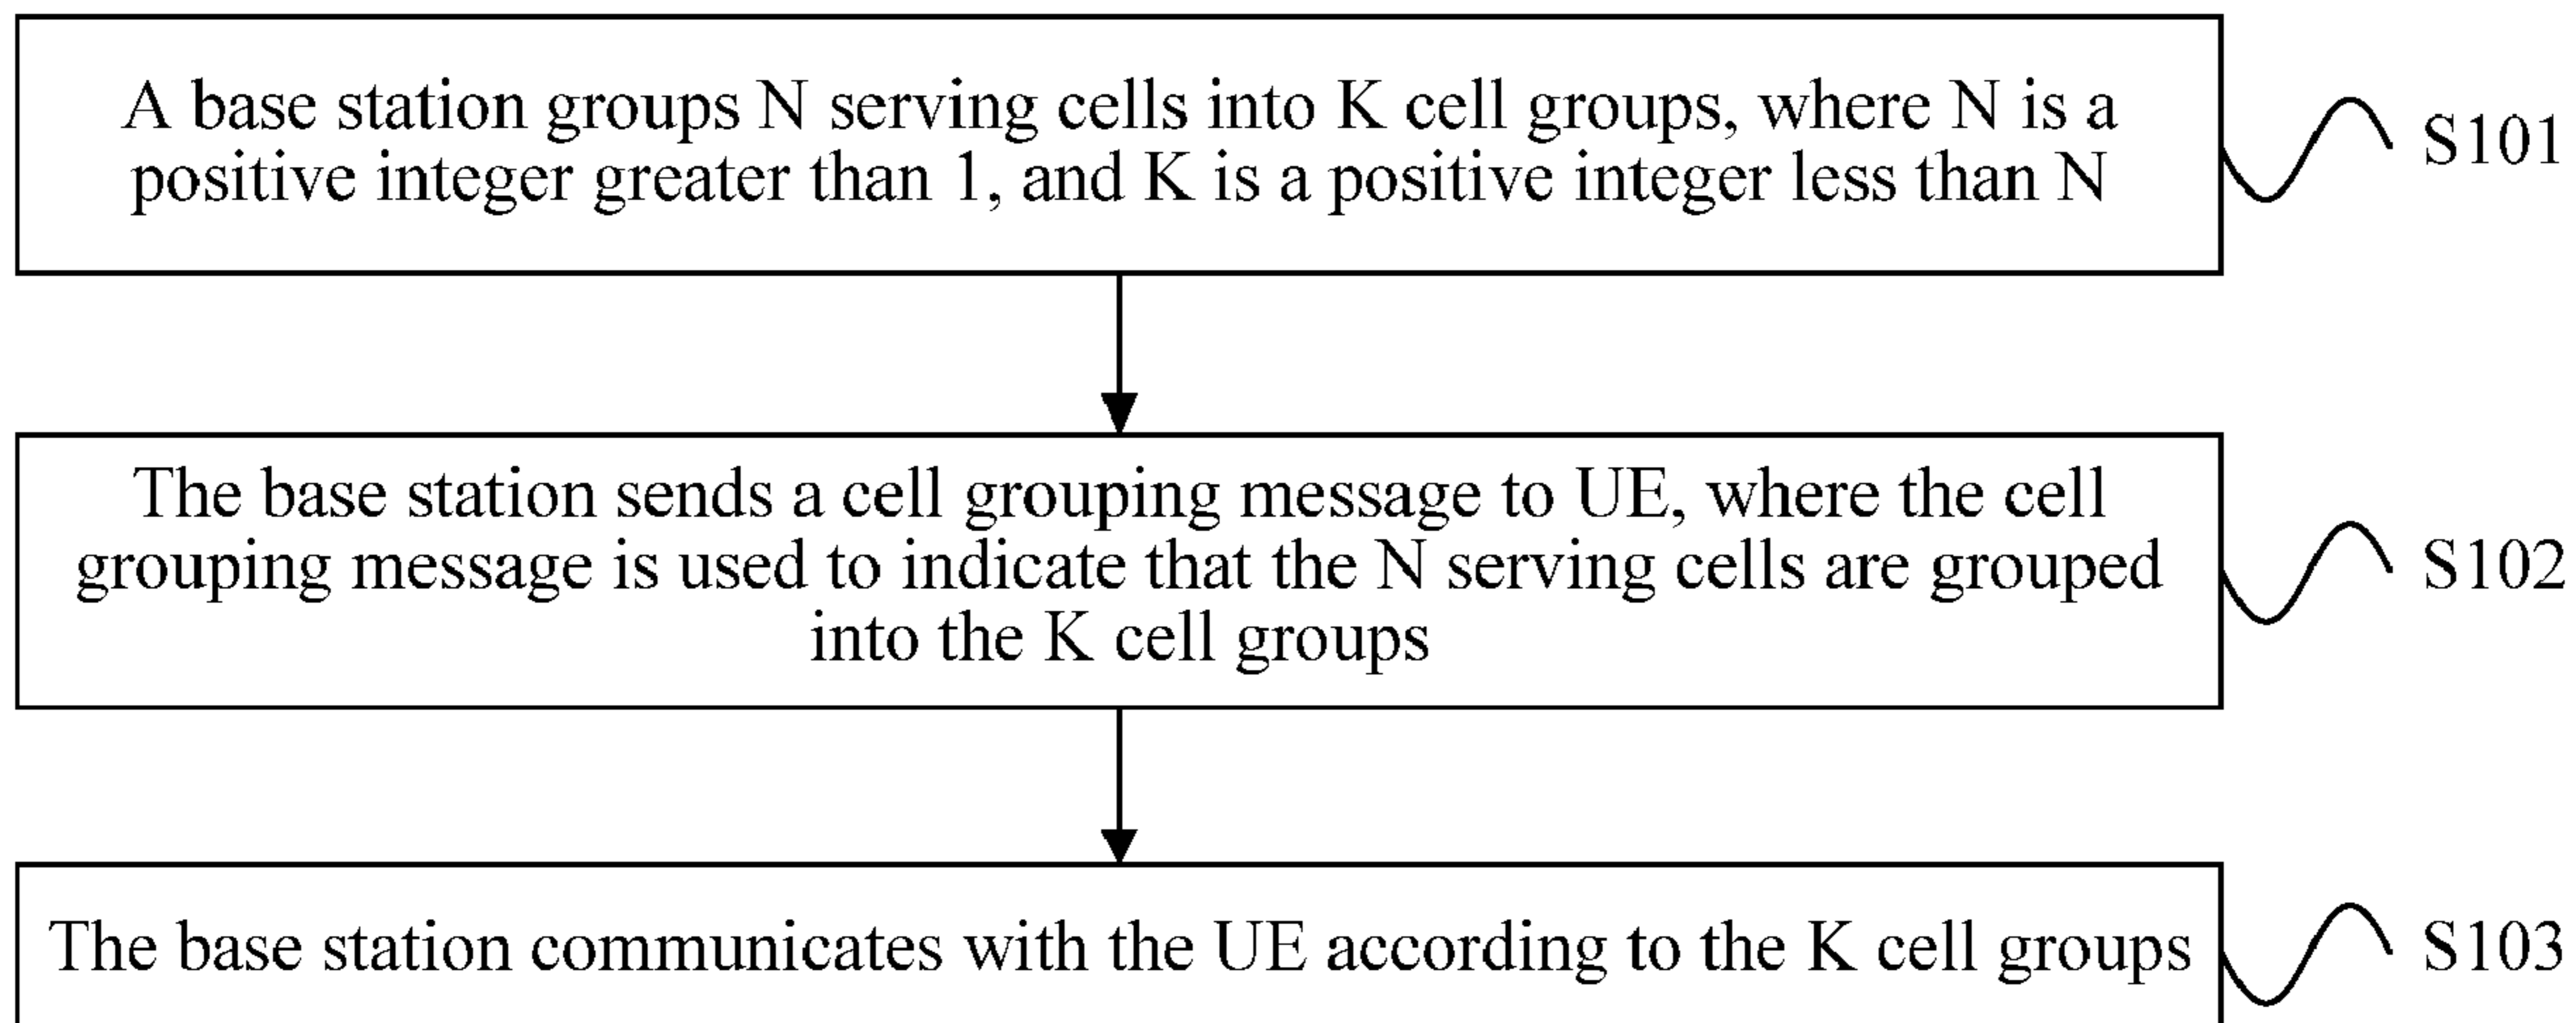 A base station groups N serving cells into K cell groups, where N is a
positive integer greater than 1, and K is a positive integer less than N
S101
The base station sends a cell grouping message to UE, where the cell
grouping message is used to indicate that the N serving cells are grouped
into the K cell groups
S102
The base station communicates with the UE according to the K cell groups
S103